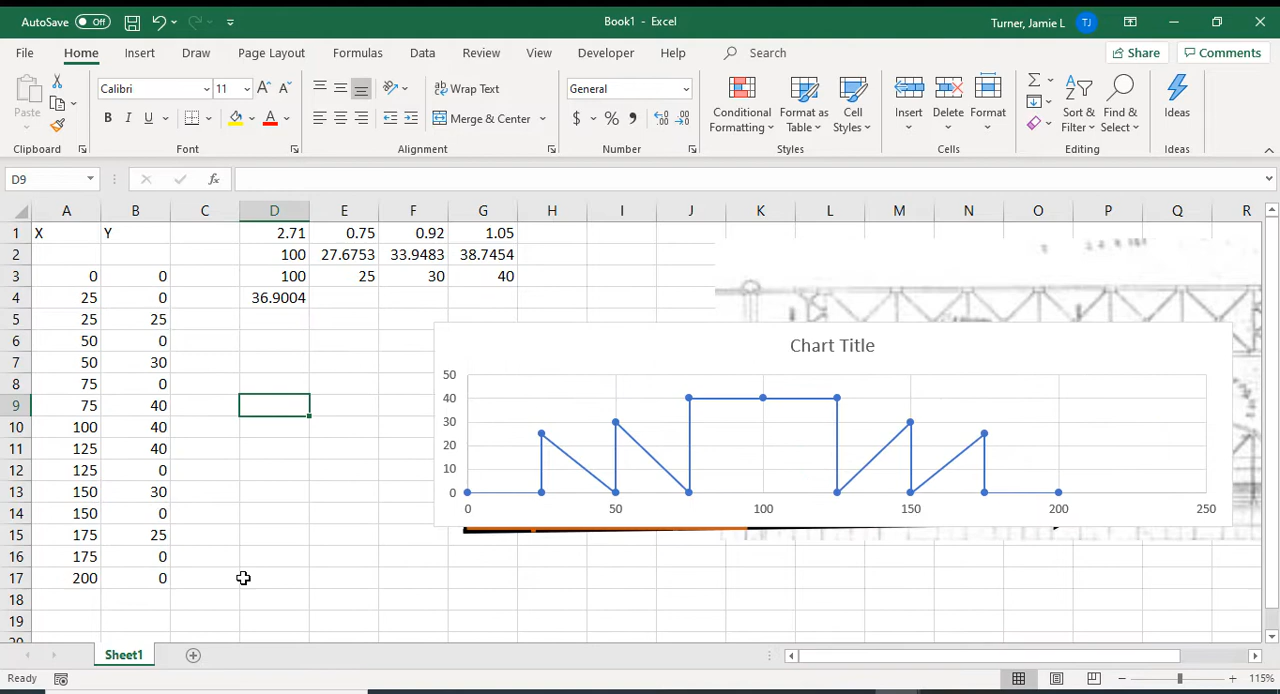 AutoSave Off Book1 - Excel Turner, Jamie L TJ
File Home Insert Draw Page Layout Formulas Data Review View Developer Help Search Share Comments
Paste Calibri 11 A A ab Wrap Text General Conditional Formatting Format as Table Cell Styles Insert Delete Format Sort & Filter Find & Select Ideas
B I U A Merge & Center $ % 9
Clipboard Font Alignment Number Styles Cells Editing Ideas
D9 fx
A B C D E F G H I J K L M N O P Q R
1 X Y 2.71 0.75 0.92 1.05
2 100 27.6753 33.9483 38.7454
3 0 0 100 25 30 40
4 25 0 36.9004
5 25 25
6 50 0
7 50 30
8 75 0
9 75 40
10 100 40
11 125 40
12 125 0
13 150 30
14 150 0
15 175 25
16 175 0
17 200 0
18
19
20
Chart Title
50
40
30
20
10
0
0 50 100 150 200 250
Sheet1
Ready 115%